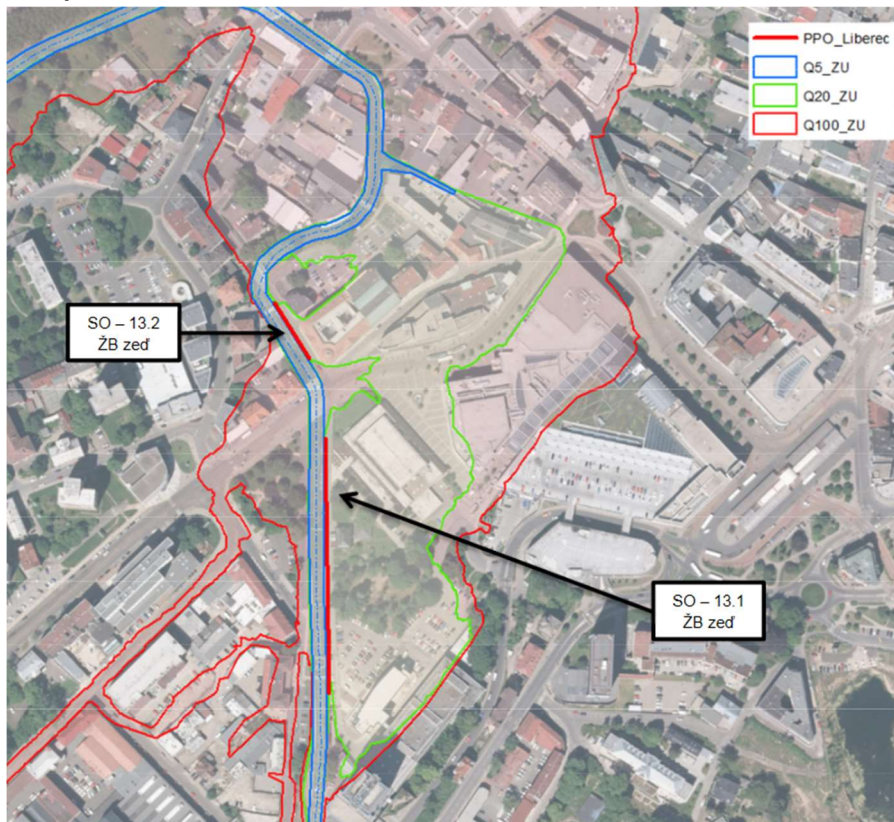 PPO_Liberec
Q5_ZU
Q20_ZU
Q100_ZU
SO – 13.2
ŽB zeď
SO – 13.1
ŽB zeď